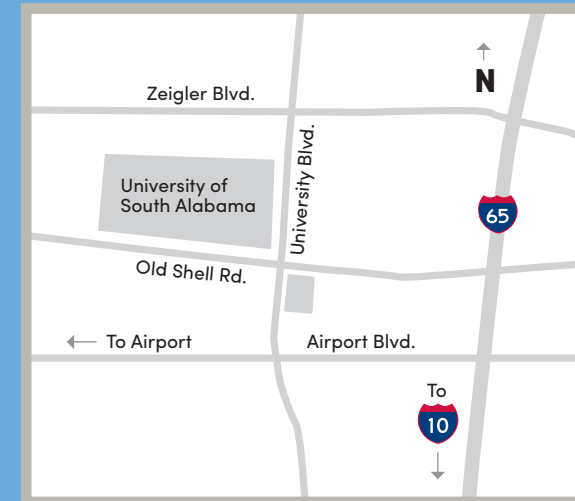 N
Zeigler Blvd.
University Blvd.
University of
South Alabama
65
Old Shell Rd.
To Airport
Airport Blvd.
To
10